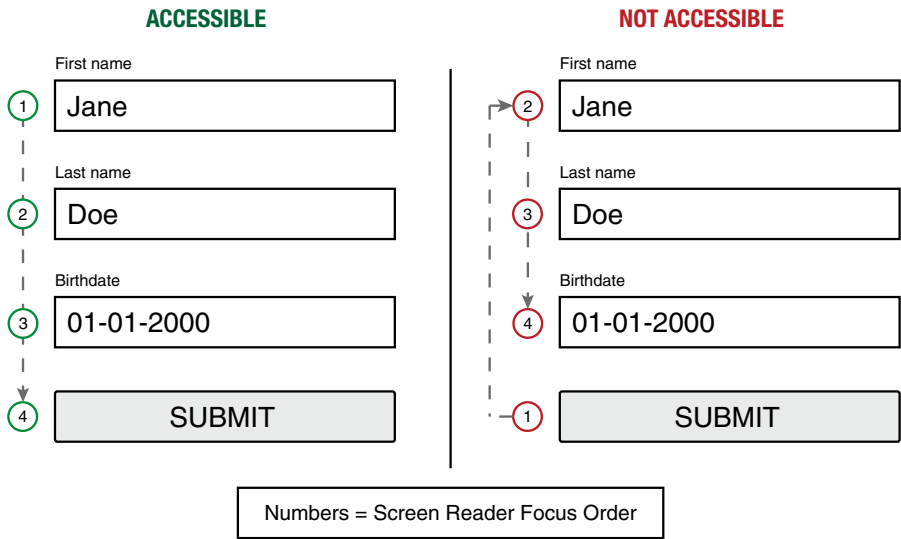 ACCESSIBLE
First name
1
Jane
Last name
2
Doe
Birthdate
3
01-01-2000
4
SUBMIT
NOT ACCESSIBLE
First name
2
Jane
Last name
3
Doe
Birthdate
4
01-01-2000
1
SUBMIT
Numbers = Screen Reader Focus Order